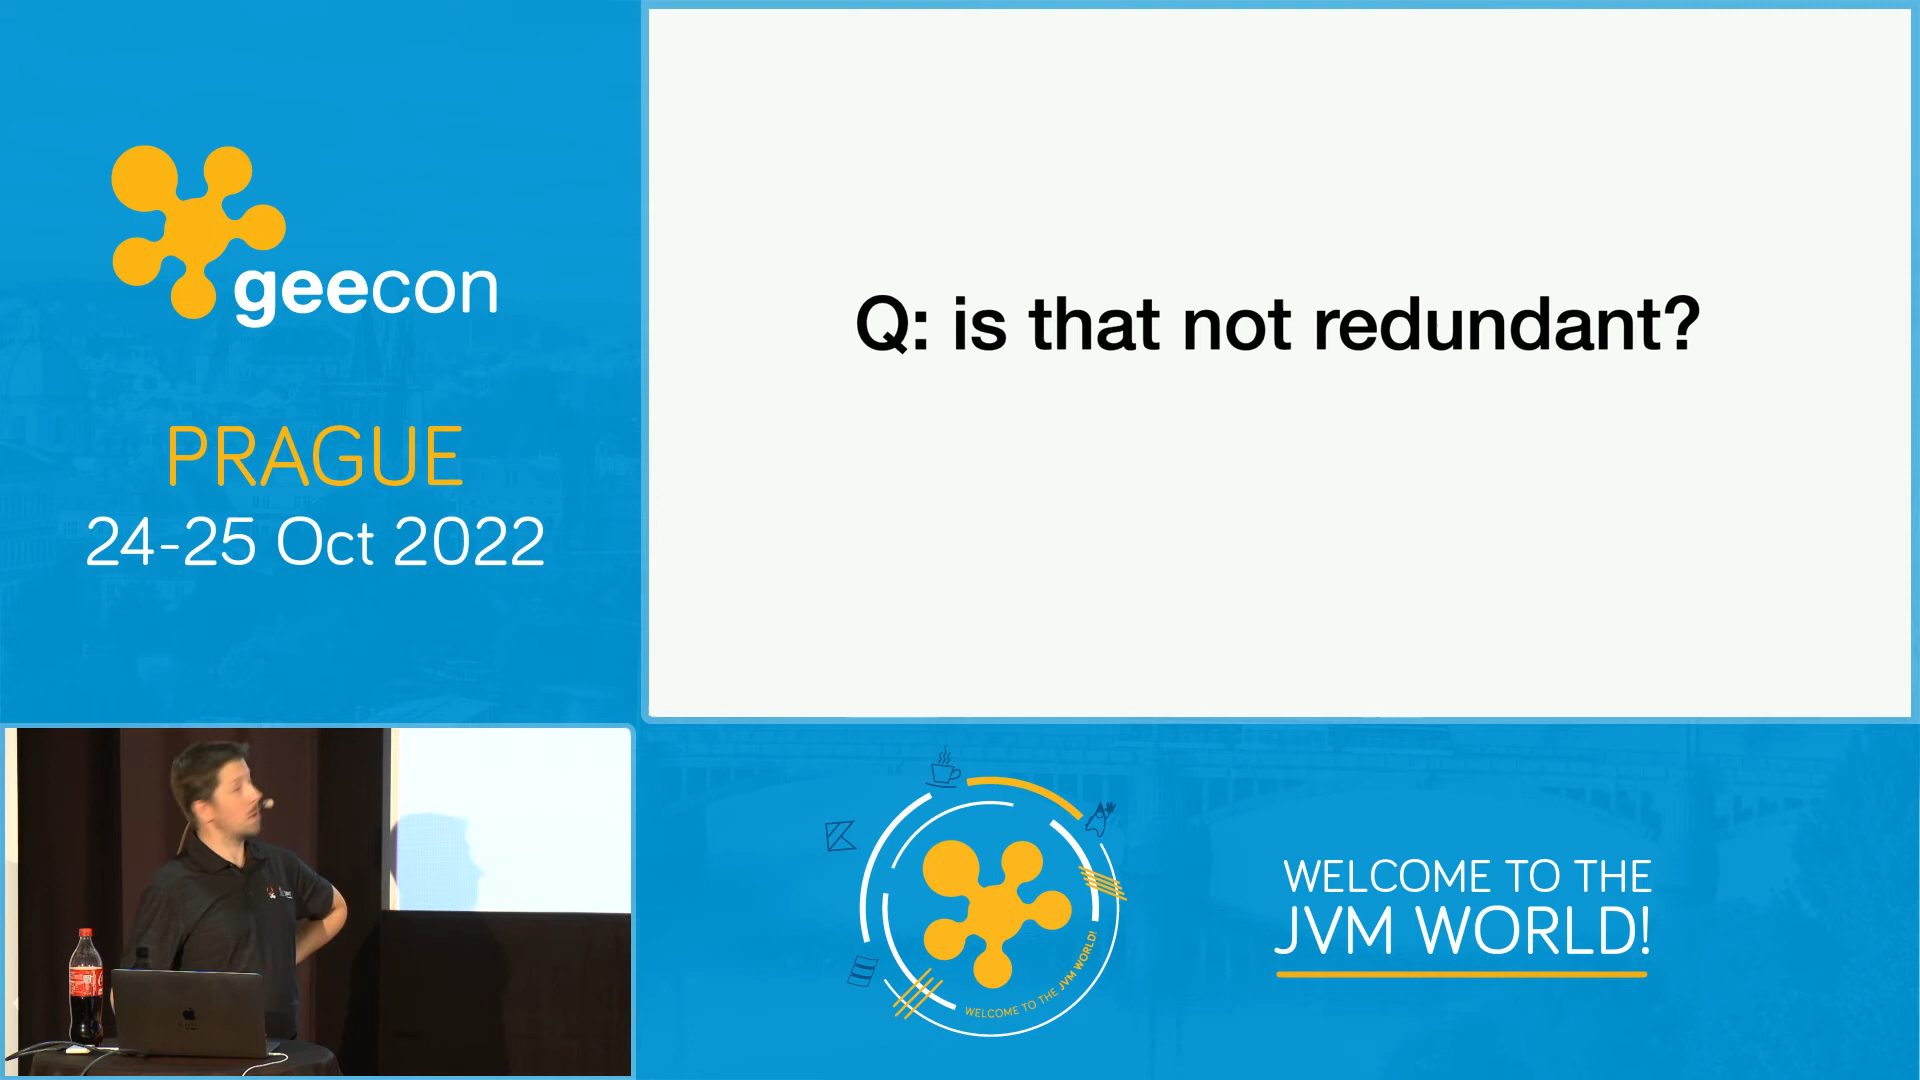 geecon
PRAGUE
24-25 Oct 2022
Q: is that not redundant?
WELCOME TO THE JVM WORLD!
WELCOME TO THE
JVM WORLD!